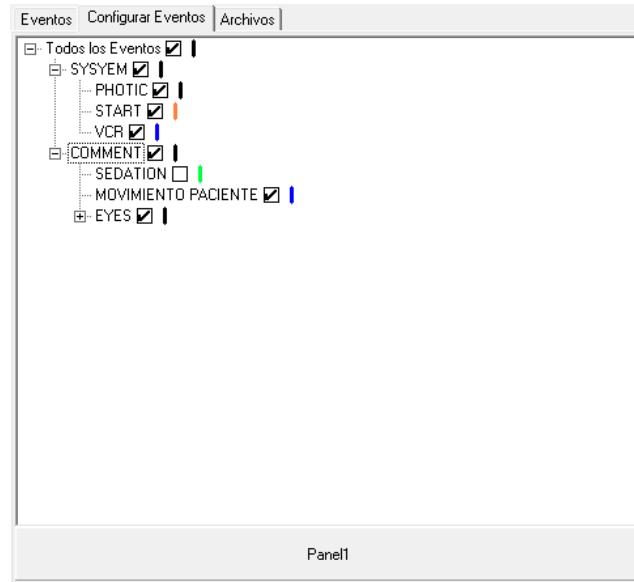 Eventos Configurar Eventos Archivos
Todos los Eventos
SYSYEM
PHOTIC
START
VCR
COMMENT
SEDATION
MOVIMIENTO PACIENTE
EYES
Panel1